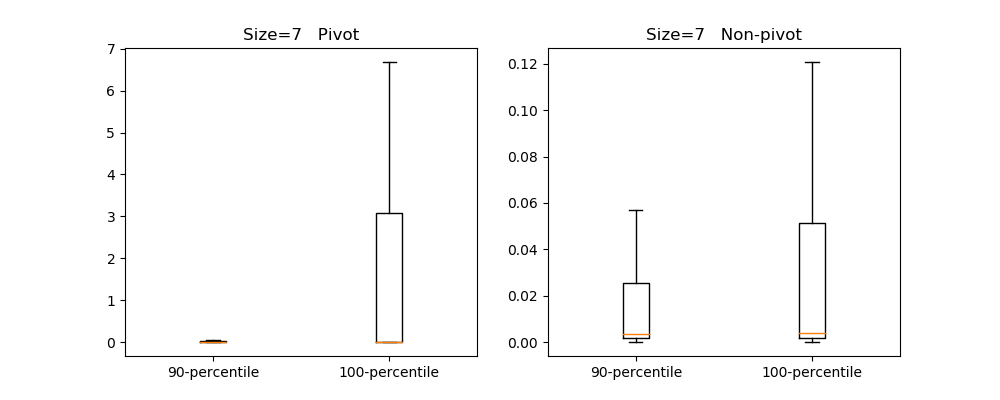 Size=7   Pivot
7
6
5
4
3
2
1
0
90-percentile
100-percentile
Size=7   Non-pivot
0.12
0.10
0.08
0.06
0.04
0.02
0.00
90-percentile
100-percentile